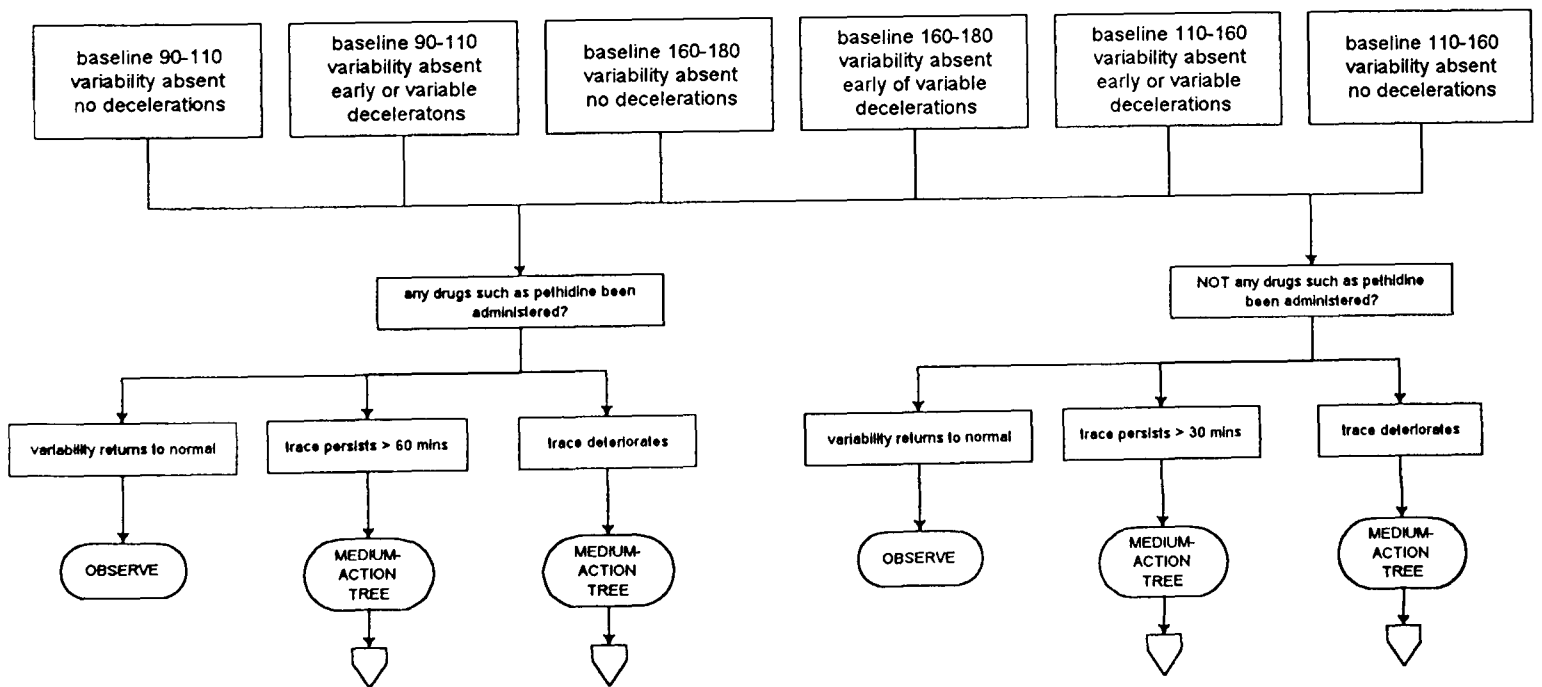 baseline 90-110
variability absent
no decelerations
baseline 90-110
variability absent
early or variable
deceleratons
baseline 160-180
variability absent
no decelerations
baseline 160-180
variability absent
early of variable
decelerations
baseline 110-160
variability absent
early or variable
decelerations
baseline 110-160
variability absent
no decelerations
any drugs such as pethidine been
administered?
NOT any drugs such as pethidine
been administered?
variability returns to normal
trace persists > 60 mins
trace deteriorates
variability returns to normal
trace persists > 30 mins
trace deteriorates
OBSERVE
MEDIUM-
ACTION
TREE
MEDIUM-
ACTION
TREE
OBSERVE
MEDIUM-
ACTION
TREE
MEDIUM-
ACTION
TREE